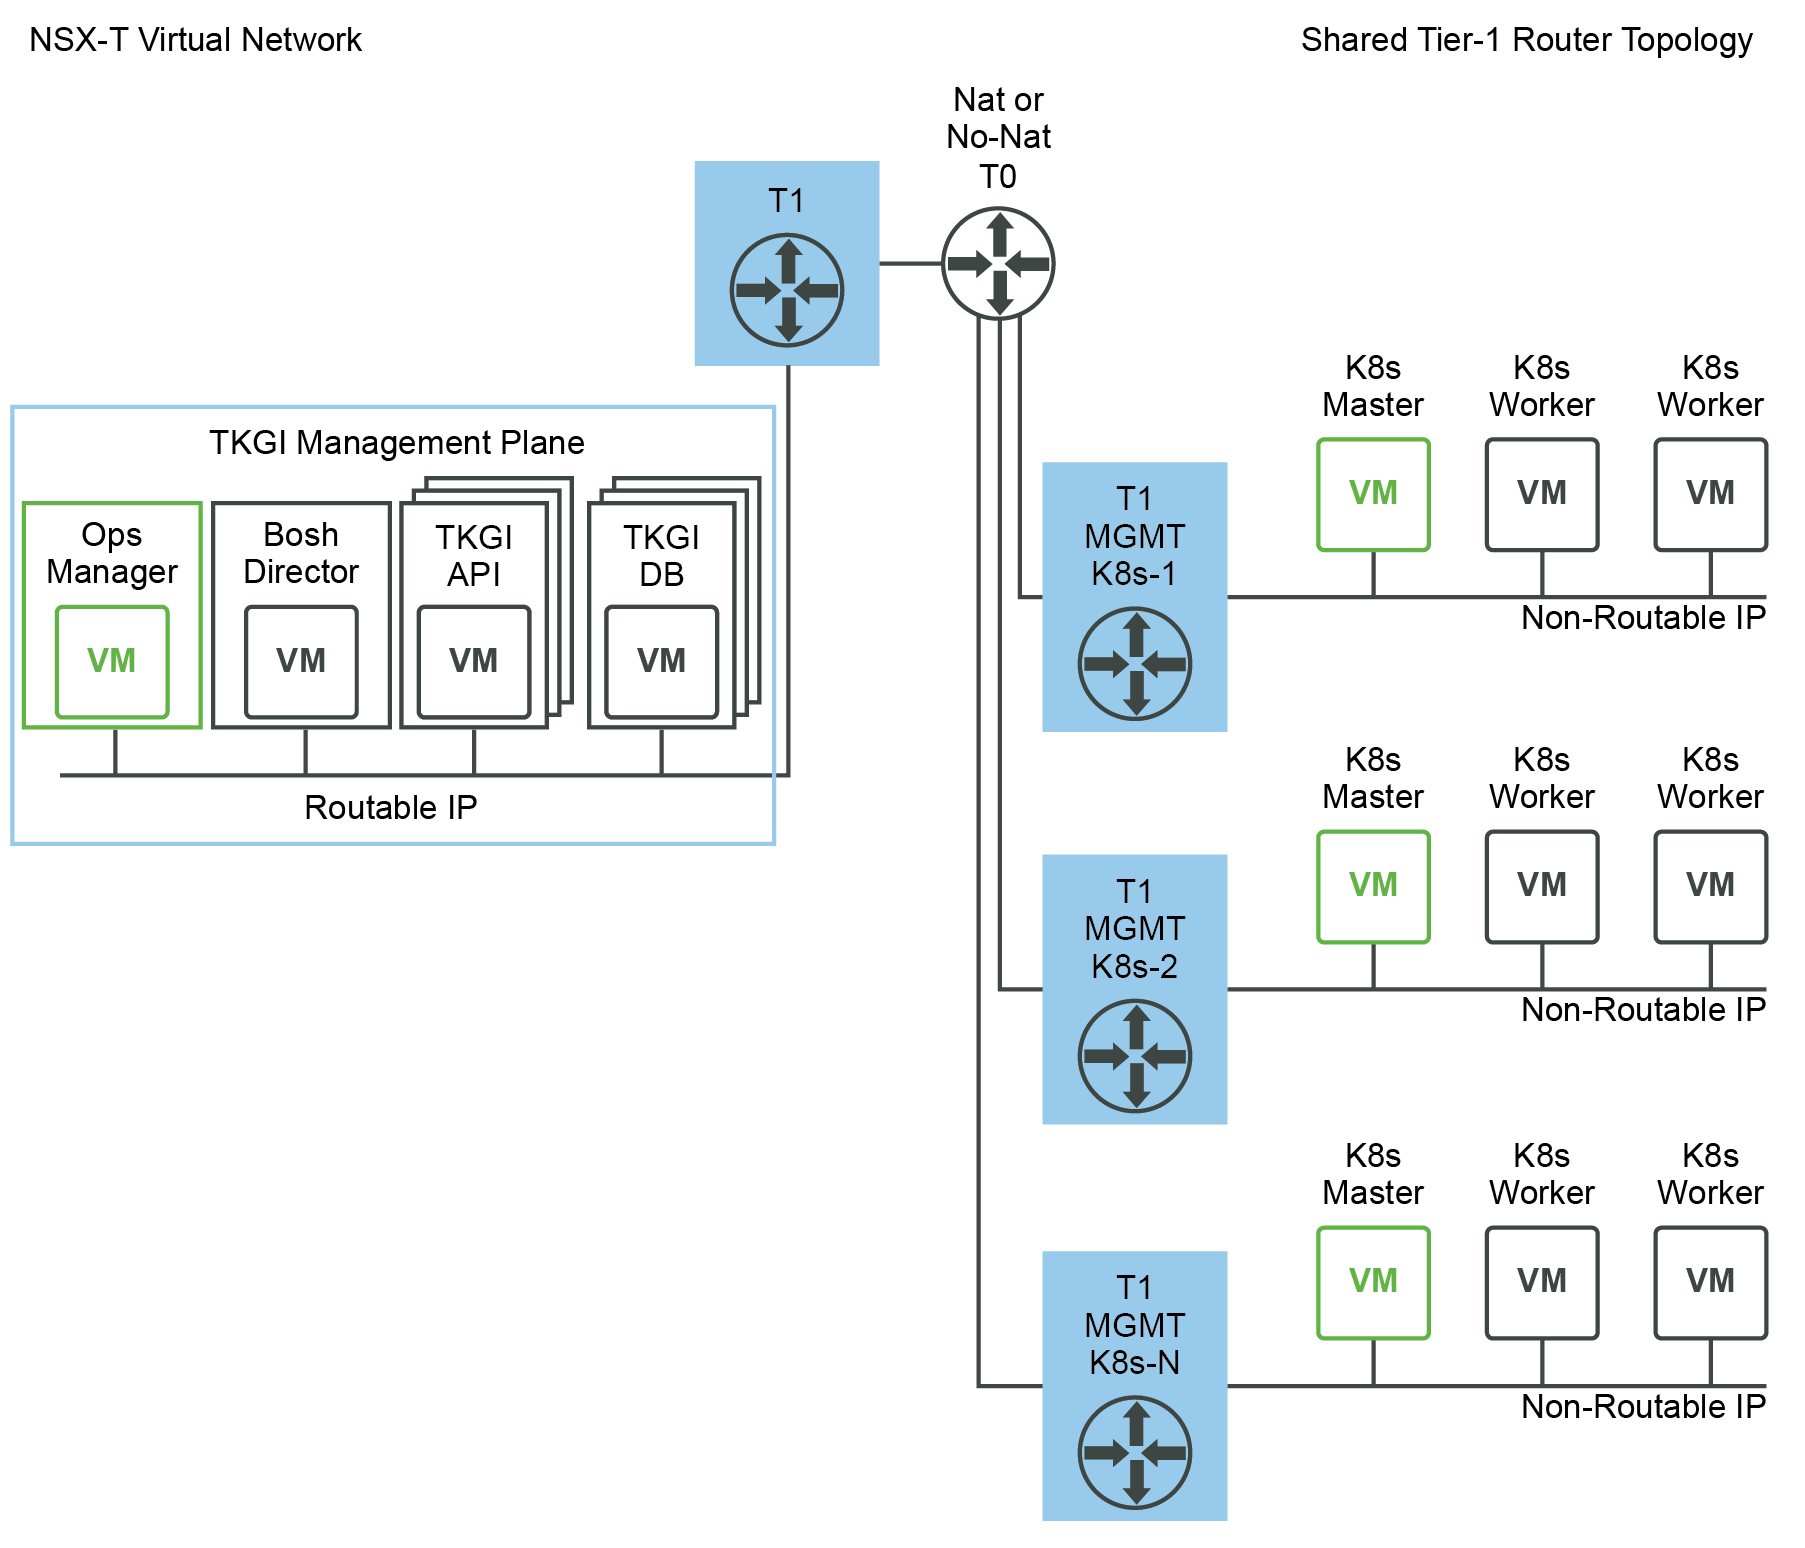 NSX-T Virtual Network
Shared Tier-1 Router Topology
Nat or
No-Nat
T0
T1
TKGI Management Plane
Ops
Manager
VM
Bosh
Director
VM
TKGI
API
VM
TKGI
DB
VM
Routable IP
T1
MGMT
K8s-1
K8s
Master
VM
K8s
Worker
VM
K8s
Worker
VM
Non-Routable IP
T1
MGMT
K8s-2
K8s
Master
VM
K8s
Worker
VM
K8s
Worker
VM
Non-Routable IP
T1
MGMT
K8s-N
K8s
Master
VM
K8s
Worker
VM
K8s
Worker
VM
Non-Routable IP